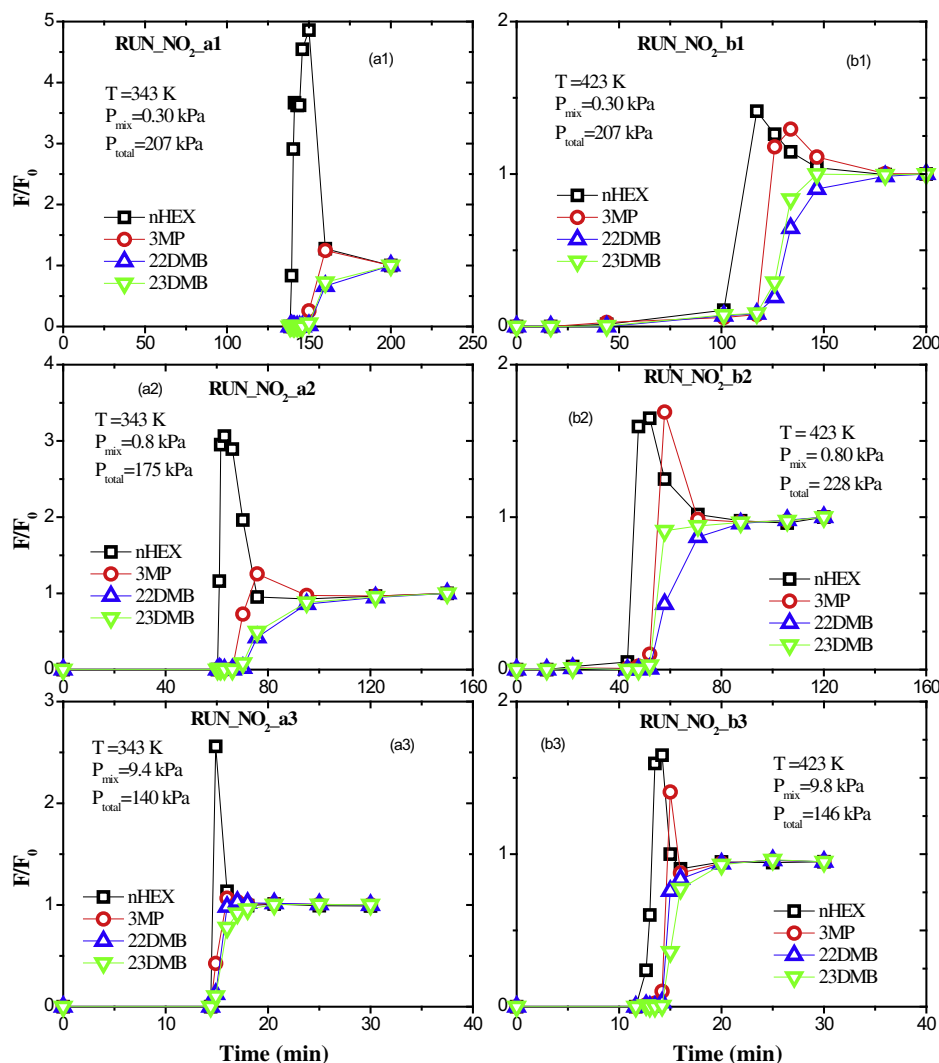 RUN_NO2_a1
(a1)
T=343 K
Pmix=0.30 kPa
Ptotal=207 kPa
nHEX
3MP
22DMB
23DMB
F/F0
0 1 2 3 4 5
0 50 100 150 200 250
RUN_NO2_b1
(b1)
T=423 K
Pmix=0.30 kPa
Ptotal=207 kPa
nHEX
3MP
22DMB
23DMB
0 1 2
0 50 100 150 200
(a2)
RUN_NO2_a2
T=343 K
Pmix=0.8 kPa
Ptotal=175 kPa
nHEX
3MP
22DMB
23DMB
F/F0
0 1 2 3 4
0 40 80 120 160
RUN_NO2_b2
(b2)
T=423 K
Pmix=0.80 kPa
Ptotal=228 kPa
nHEX
3MP
22DMB
23DMB
0 1 2
0 40 80 120 160
RUN_NO2_a3
(a3)
T=343 K
Pmix=9.4 kPa
Ptotal=140 kPa
nHEX
3MP
22DMB
23DMB
F/F0
0 1 2 3
0 10 20 30 40
Time (min)
RUN_NO2_b3
(b3)
T=423 K
Pmix=9.8 kPa
Ptotal=146 kPa
nHEX
3MP
22DMB
23DMB
0 1 2
0 10 20 30 40
Time (min)